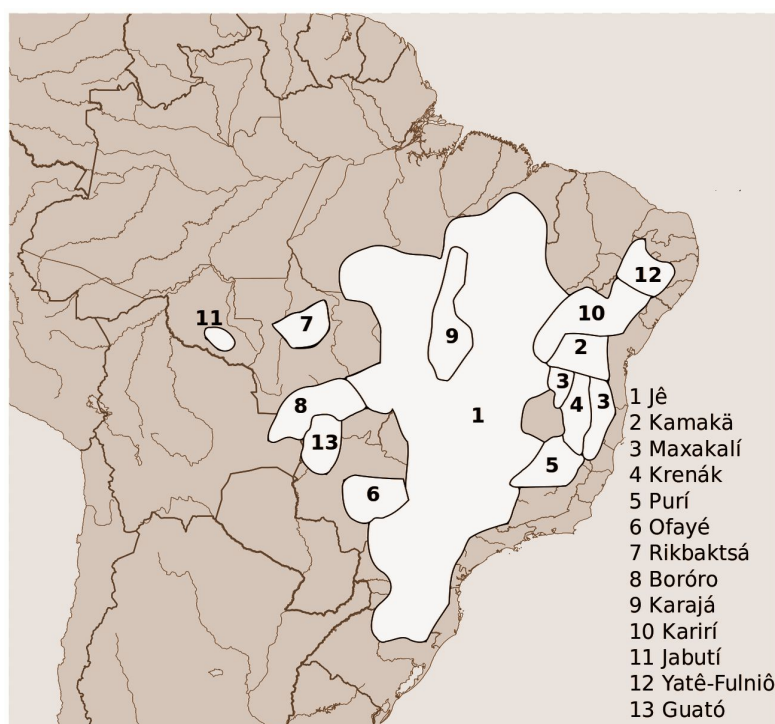 12
11
7
10
9
2
3
4
3
8
1
13
5
6
1 Jê
2 Kamakä
3 Maxakalí
4 Krenák
5 Purí
6 Ofayé
7 Rikbaktsá
8 Boróro
9 Karajá
10 Karirí
11 Jabutí
12 Yatê-Fulniô
13 Guató